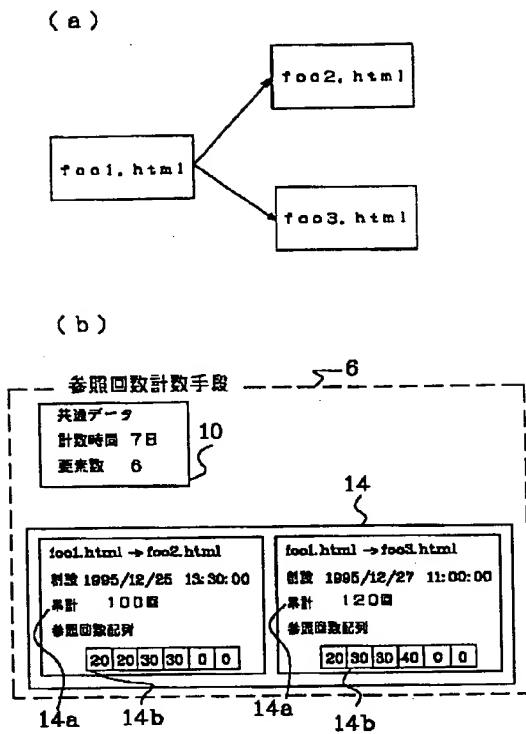 (a)
foo2.html
foo1.html
foo3.html
(b)
参照回数計数手段
6
共通データ
計数時間 7日
要素数 6
10
14
foo1.html→foo2.html
時刻 1995/12/25 13:30:00
累計 100回
参照回数配列
20 20 30 30 0 0
foo1.html→foo3.html
時刻 1995/12/27 11:00:00
累計 120回
参照回数配列
20 30 30 40 0 0
14a 14b 14a 14b